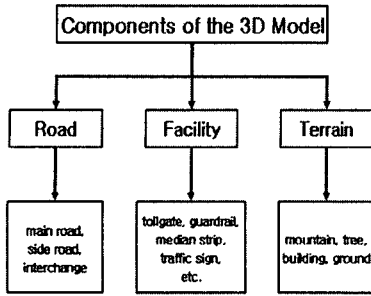 Components of the 3D Model
Road
Facility
Terrain
main road,
side road,
interchange
tollgate, guardrail,
median strip,
traffic sign,
etc.
mountain, tree,
building, ground